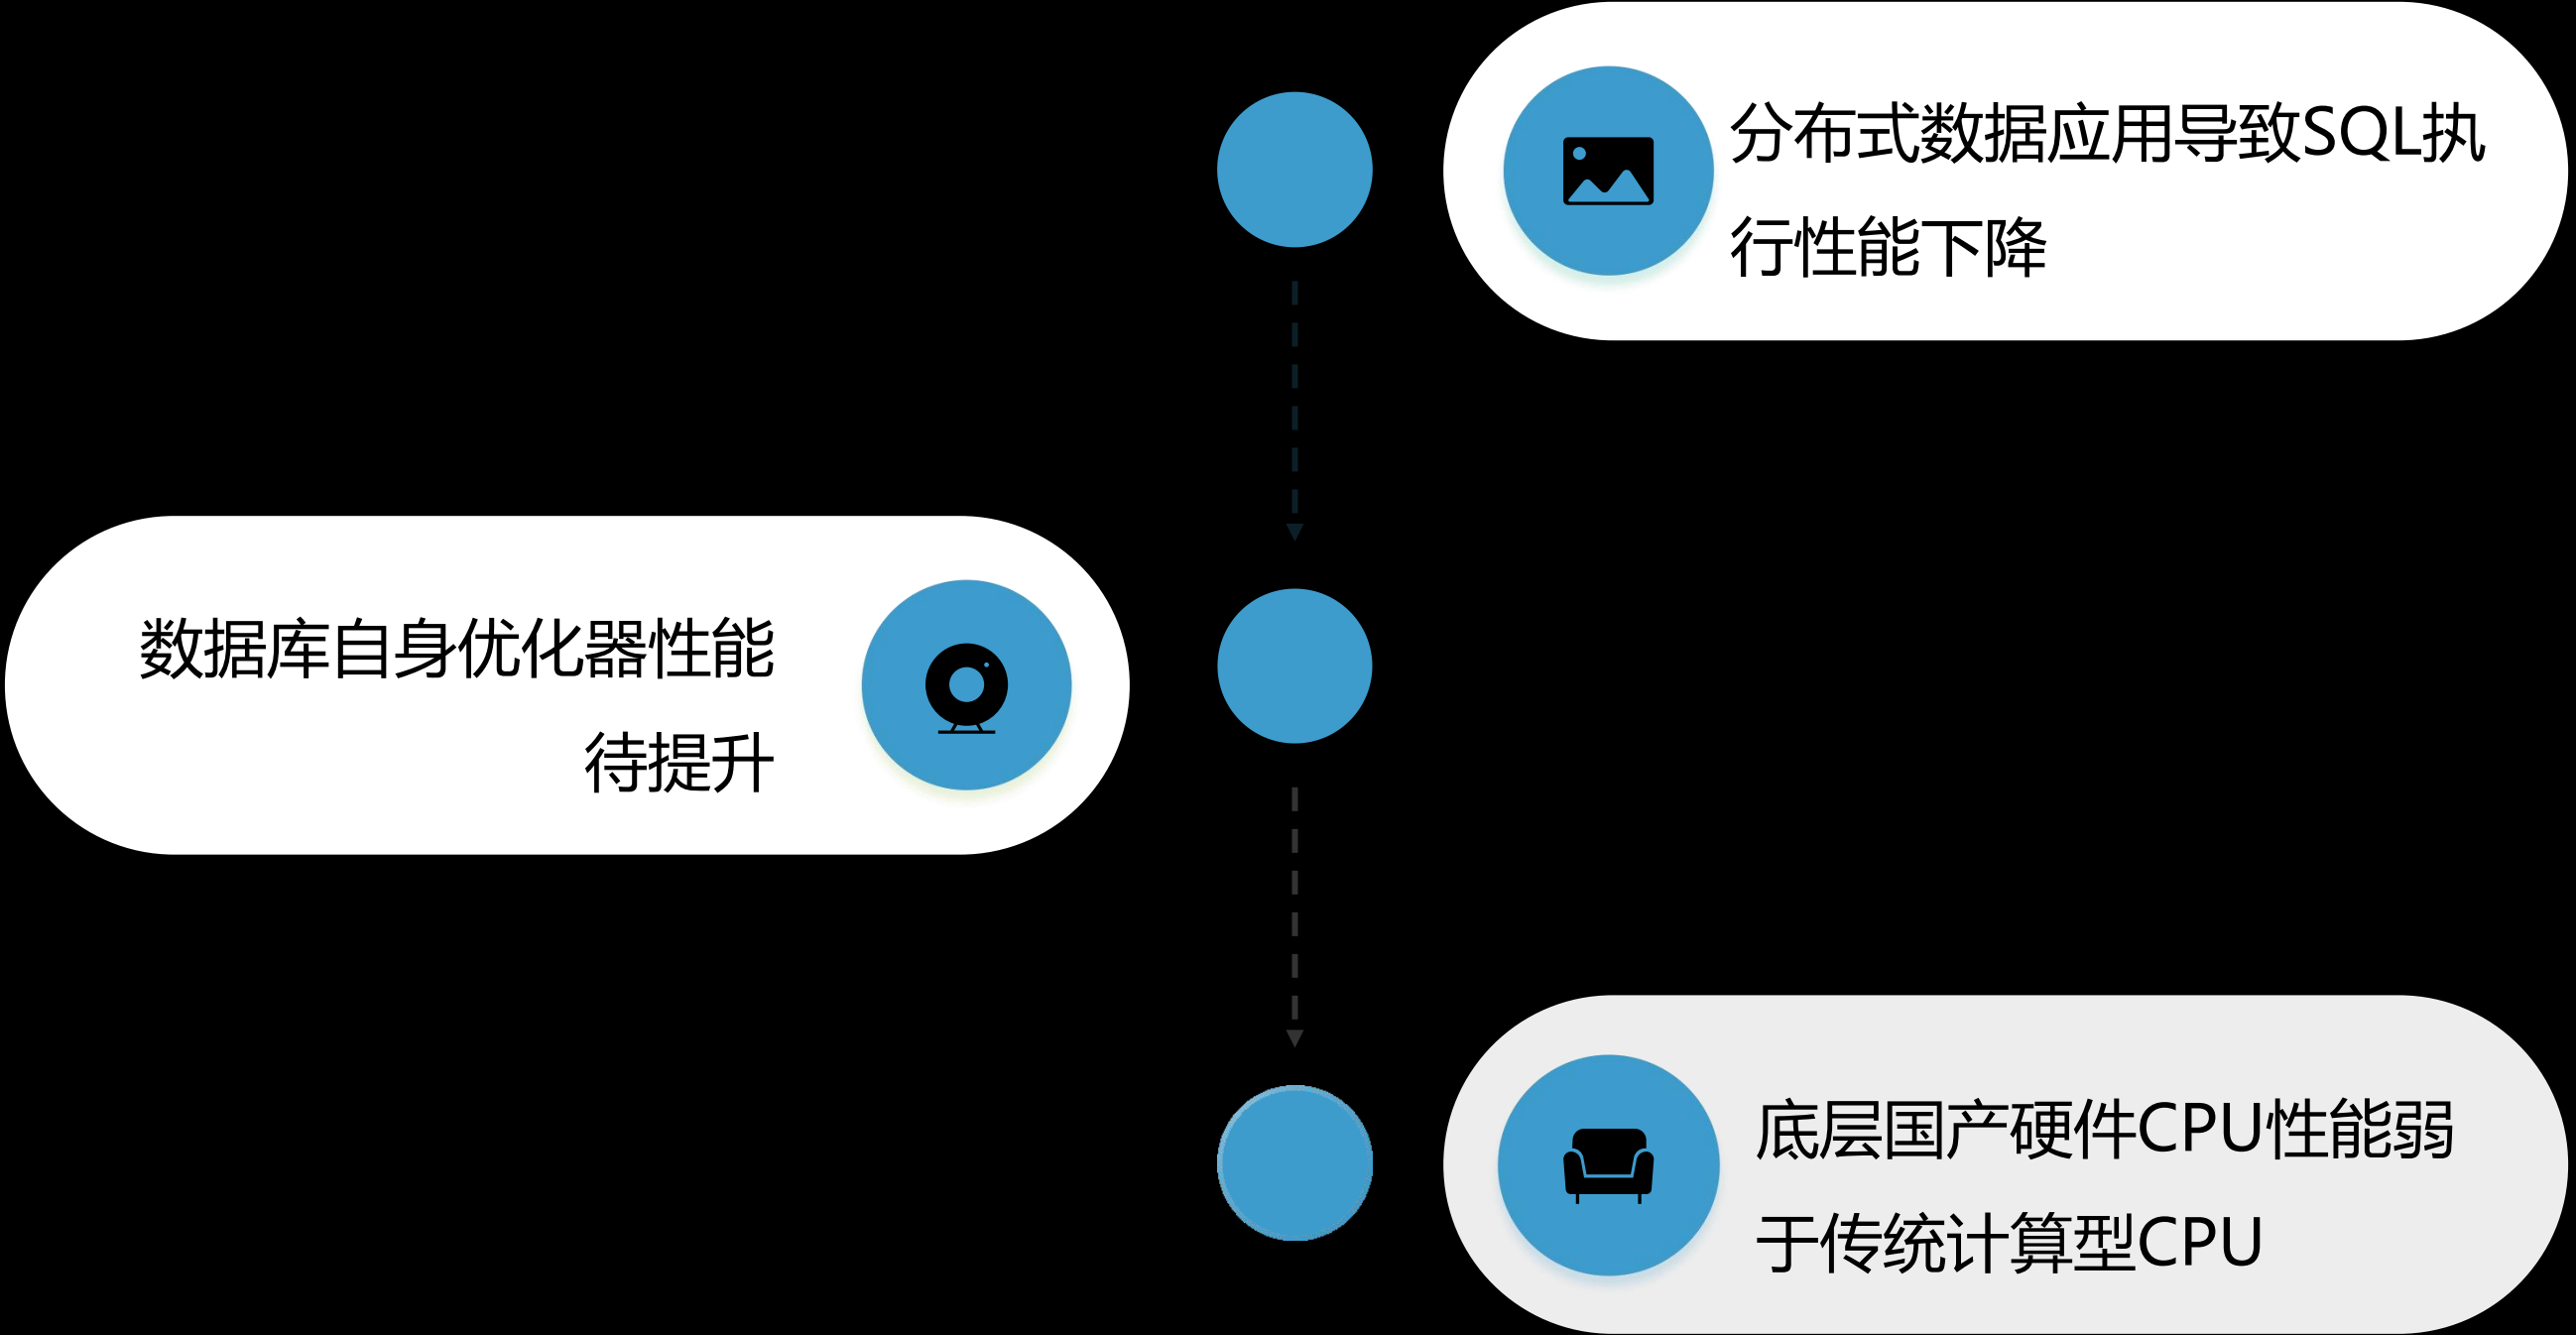 分布式数据应用导致SQL执
行性能下降
数据库自身优化器性能
待提升
底层国产硬件CPU性能弱
于传统计算型CPU